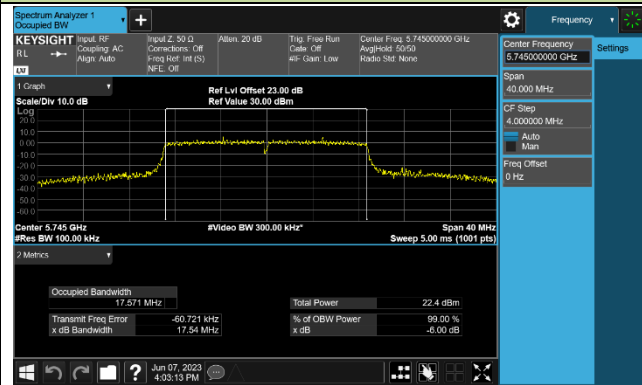 Spectrum Analyzer 1
Occupied BW
Frequency
KEYSIGHT
RL
LXI
Input: RF
Coupling: AC
Align: Auto
Input Z: 50 Ω
Corrections: Off
Freq Ref: Int (S)
NFE: Off
Atten: 20 dB
Trig: Free Run
Gate: Off
#IF Gain: Low
Center Freq: 5.745000000 GHz
Avg|Hold: 50/50
Radio Std: None
Center Frequency
5.745000000 GHz
Settings
Span
40.000 MHz
CF Step
4.000000 MHz
Auto
Man
Freq Offset
0 Hz
1 Graph
Scale/Div 10.0 dB
Ref Lvl Offset 23.00 dB
Ref Value 30.00 dBm
Log
20.0
10.0
0.00
-10.0
-20.0
-30.0
-40.0
-50.0
-60.0
Center 5.745 GHz
#Res BW 100.00 kHz
#Video BW 300.00 kHz*
Span 40 MHz
Sweep 5.00 ms (1001 pts)
2 Metrics
Occupied Bandwidth
17.571 MHz
Transmit Freq Error -60.721 kHz
x dB Bandwidth 17.54 MHz
Total Power 22.4 dBm
% of OBW Power 99.00 %
x dB -6.00 dB
?
Jun 07, 2023
4:03:13 PM